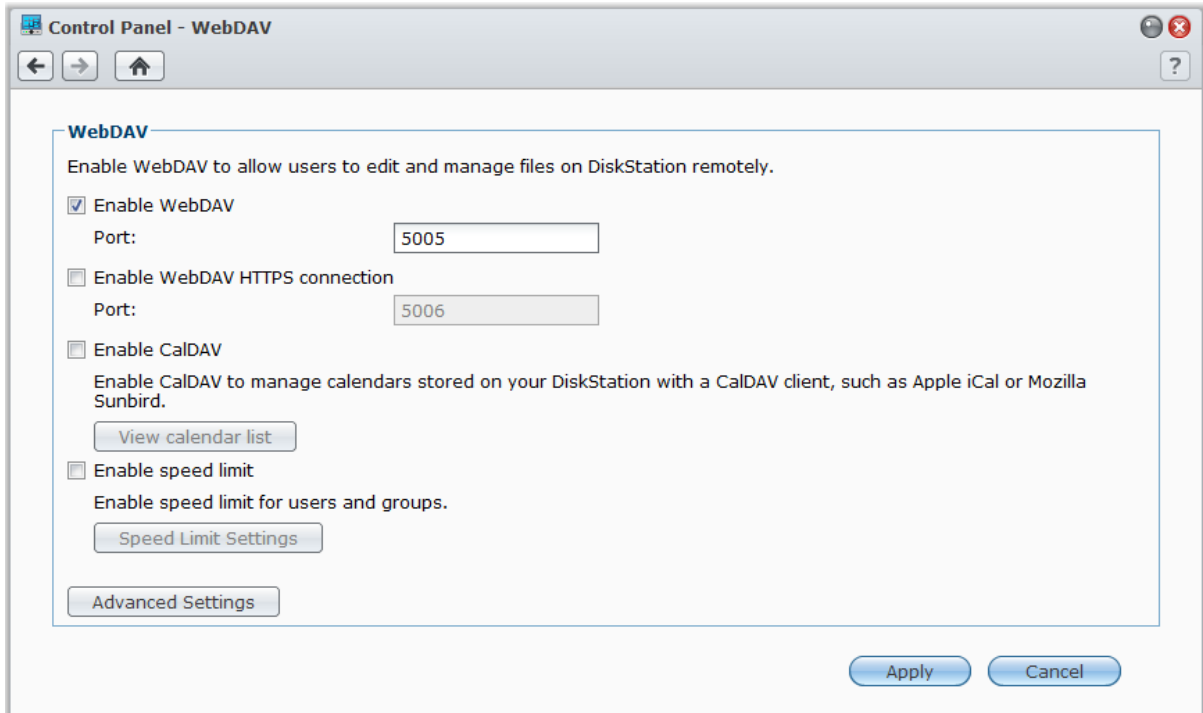 Control Panel - WebDAV
?
WebDAV
Enable WebDAV to allow users to edit and manage files on DiskStation remotely.
Enable WebDAV
Port:
5005
Enable WebDAV HTTPS connection
Port:
5006
Enable CalDAV
Enable CalDAV to manage calendars stored on your DiskStation with a CalDAV client, such as Apple iCal or Mozilla
Sunbird.
View calendar list
Enable speed limit
Enable speed limit for users and groups.
Speed Limit Settings
Advanced Settings
Apply
Cancel